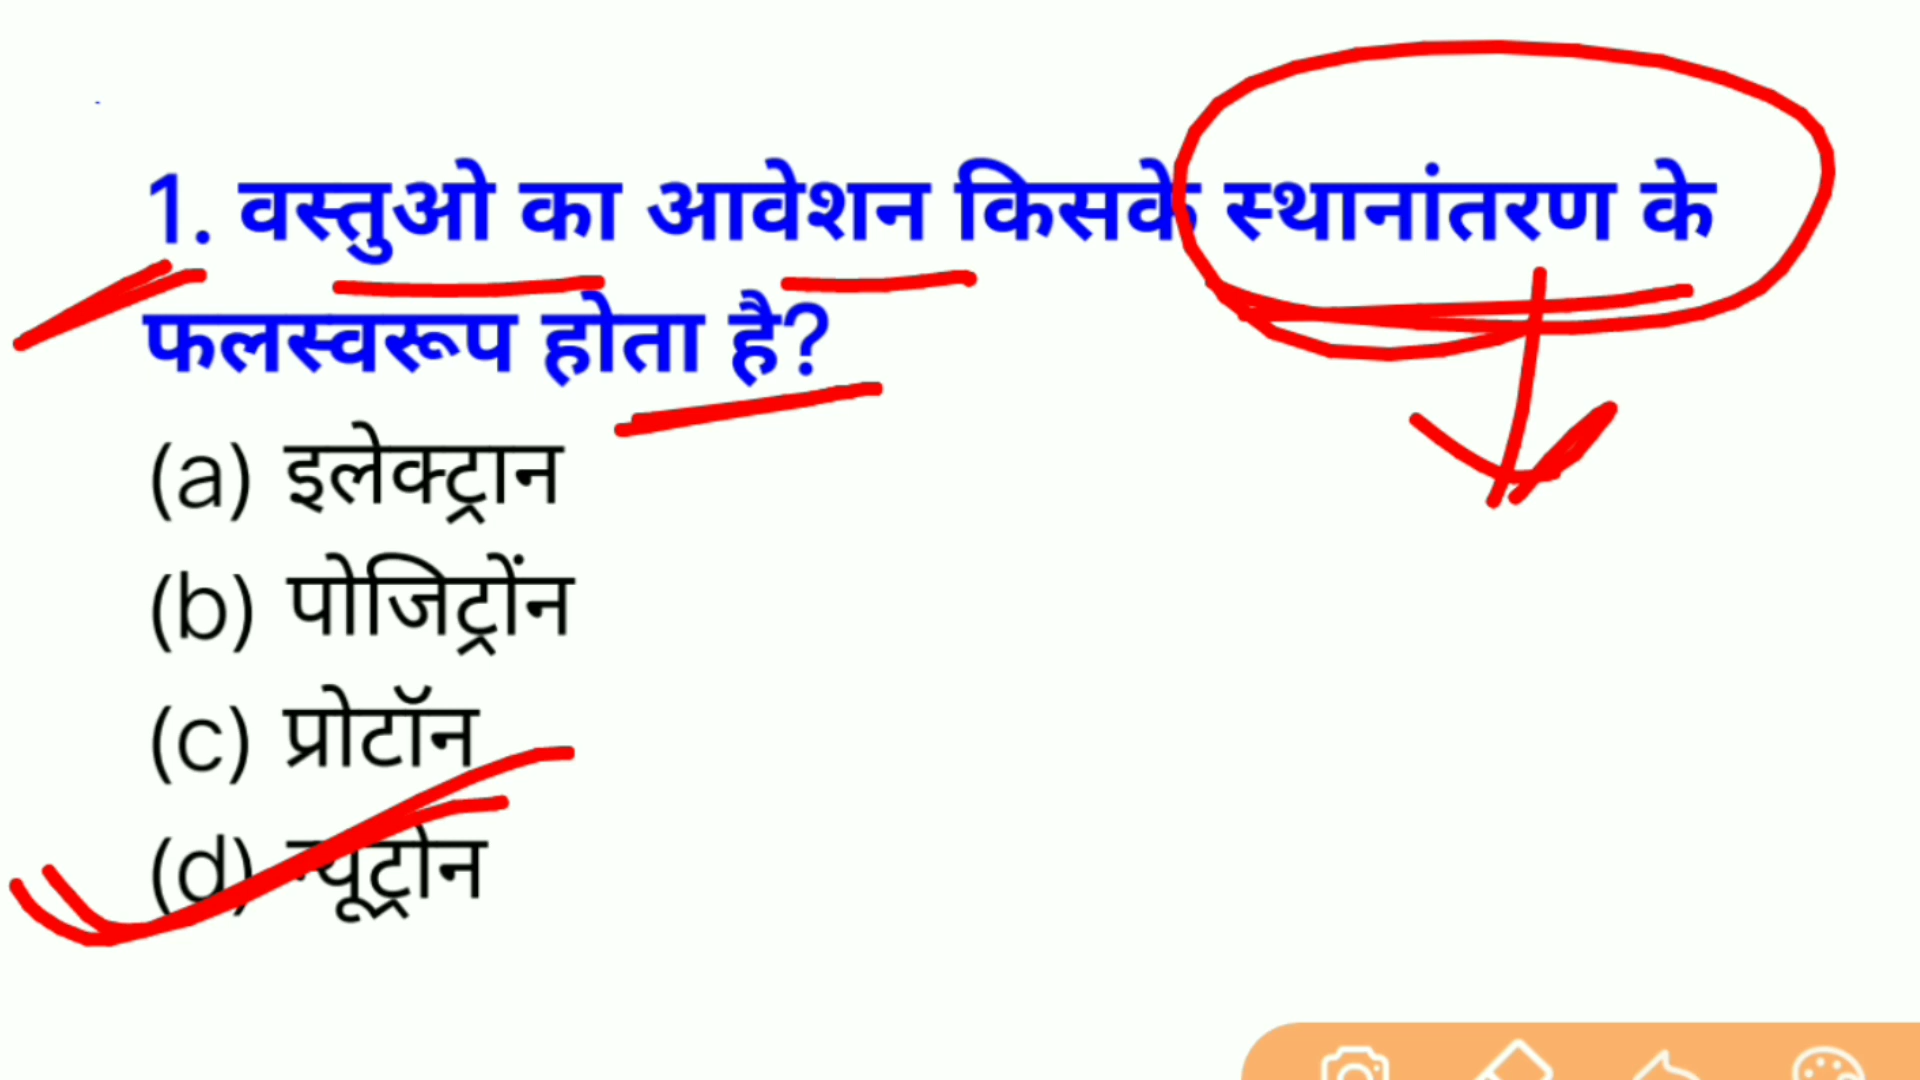 1. वस्तुओ का आवेशन किसके स्थानांतरण के
फलस्वरूप होता है?
(a) इलेक्ट्रान
(b) पोजिट्रोंन
(c) प्रोटॉन
(d) न्यूट्रोन